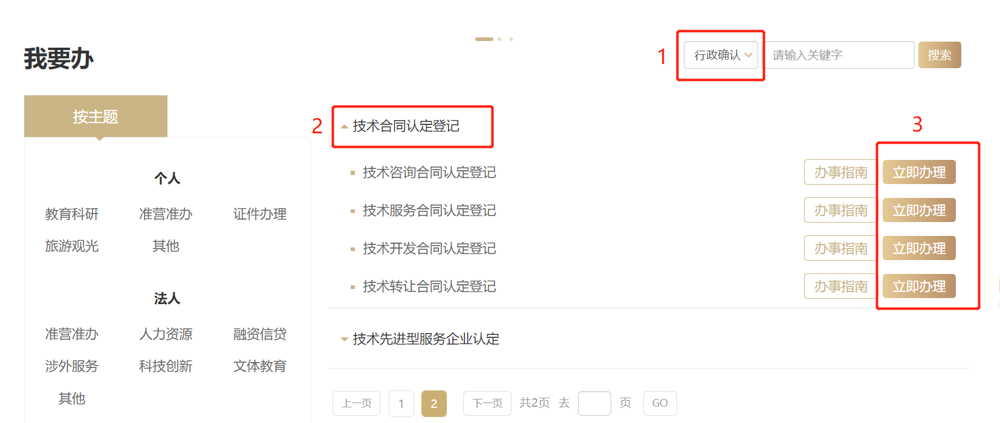 我要办
1
行政确认
请输入关键字
搜索
按主题
个人
教育科研 准营准办 证件办理
旅游观光 其他
法人
准营准办 人力资源 融资信贷
涉外服务 科技创新 文体教育
其他
2
技术合同认定登记
3
技术咨询合同认定登记 办事指南 立即办理
技术服务合同认定登记 办事指南 立即办理
技术开发合同认定登记 办事指南 立即办理
技术转让合同认定登记 办事指南 立即办理
技术先进型服务企业认定
上一页 1 2 下一页 共2页 去 页 GO